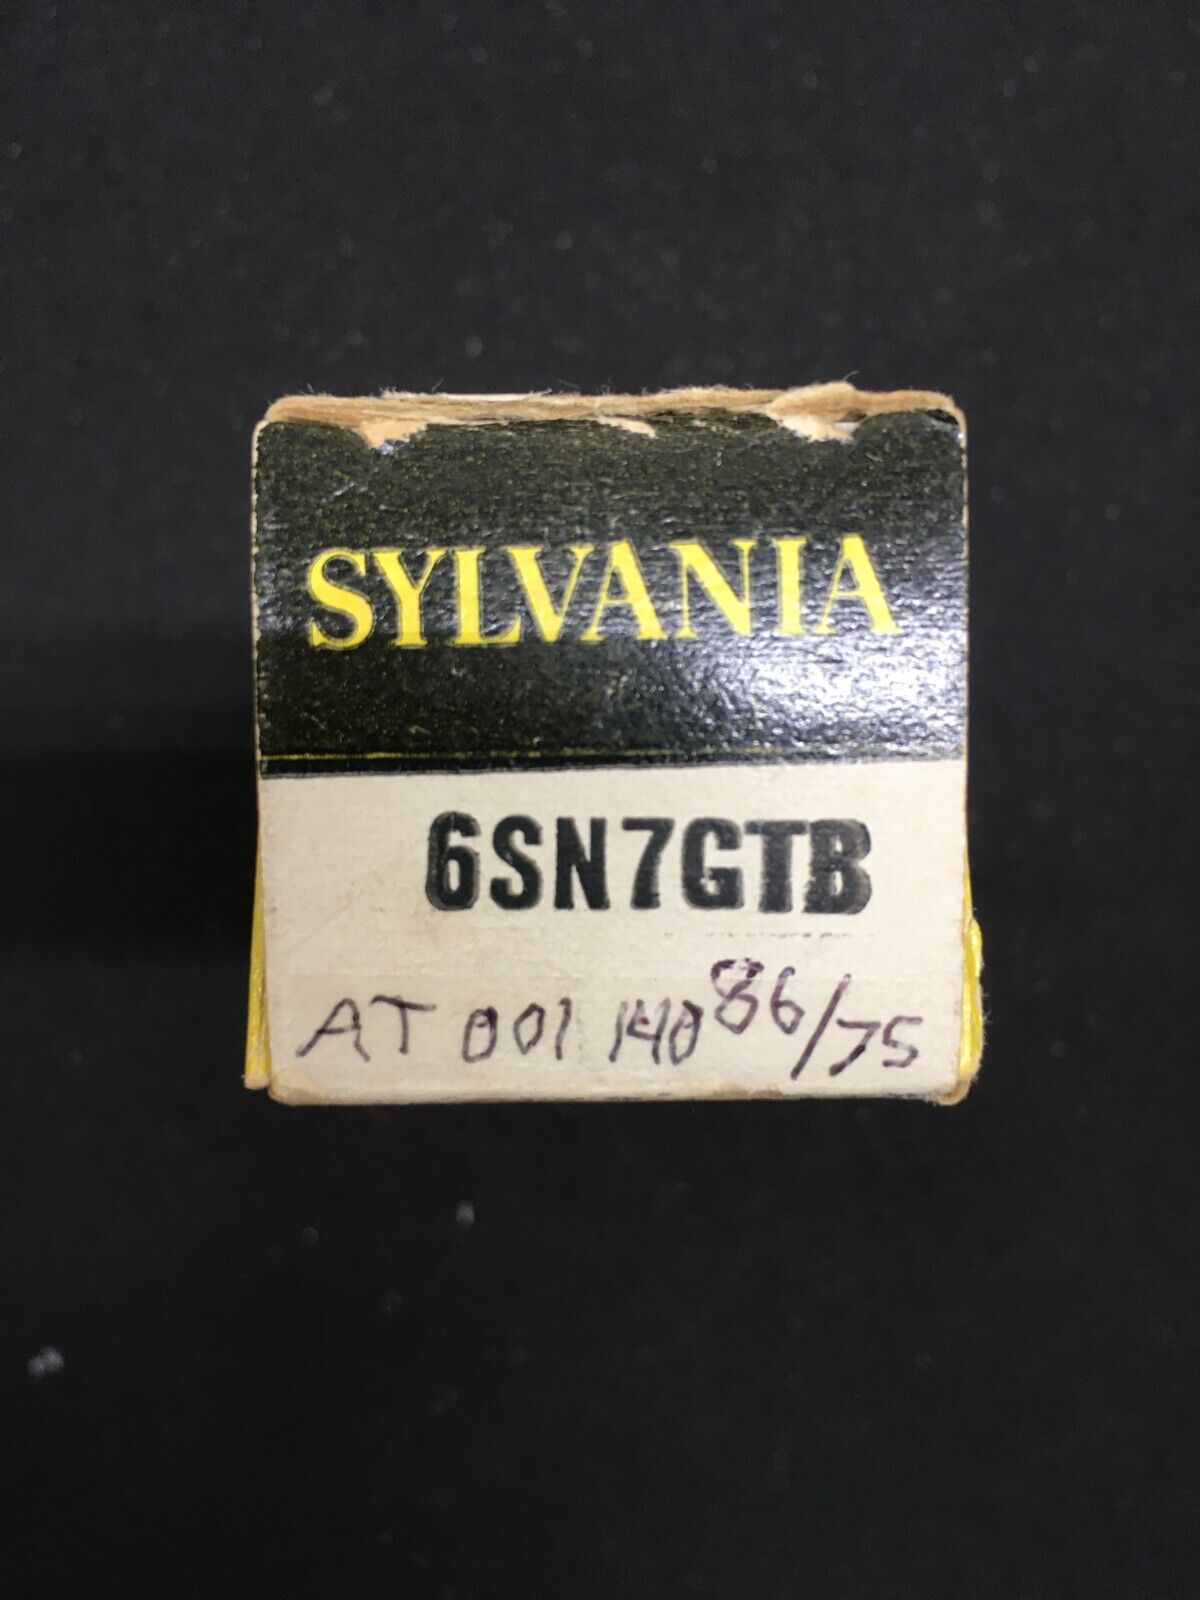 SYLVANIA
6SN7GTB
AT 001 140 86/75